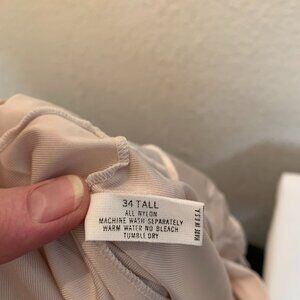 34 TALL
ALL NYLON
MACHINE WASH SEPARATELY
WARM WATER NO BLEACH
TUMBLE DRY
MADE IN U.S.A.